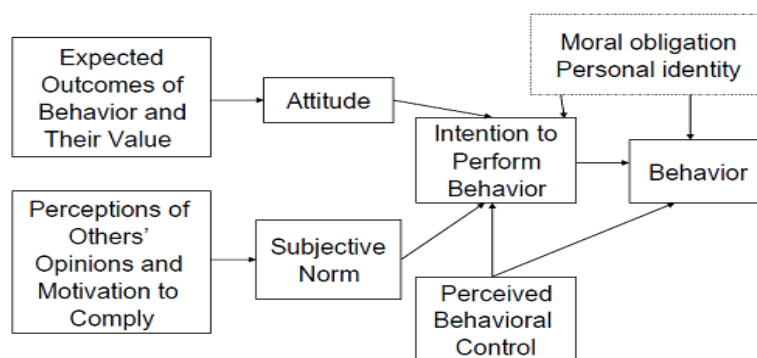 Expected
Outcomes of
Behavior and
Their Value
Attitude
Moral obligation
Personal identity
Intention to
Perform
Behavior
Behavior
Perceptions of
Others'
Opinions and
Motivation to
Comply
Subjective
Norm
Perceived
Behavioral
Control